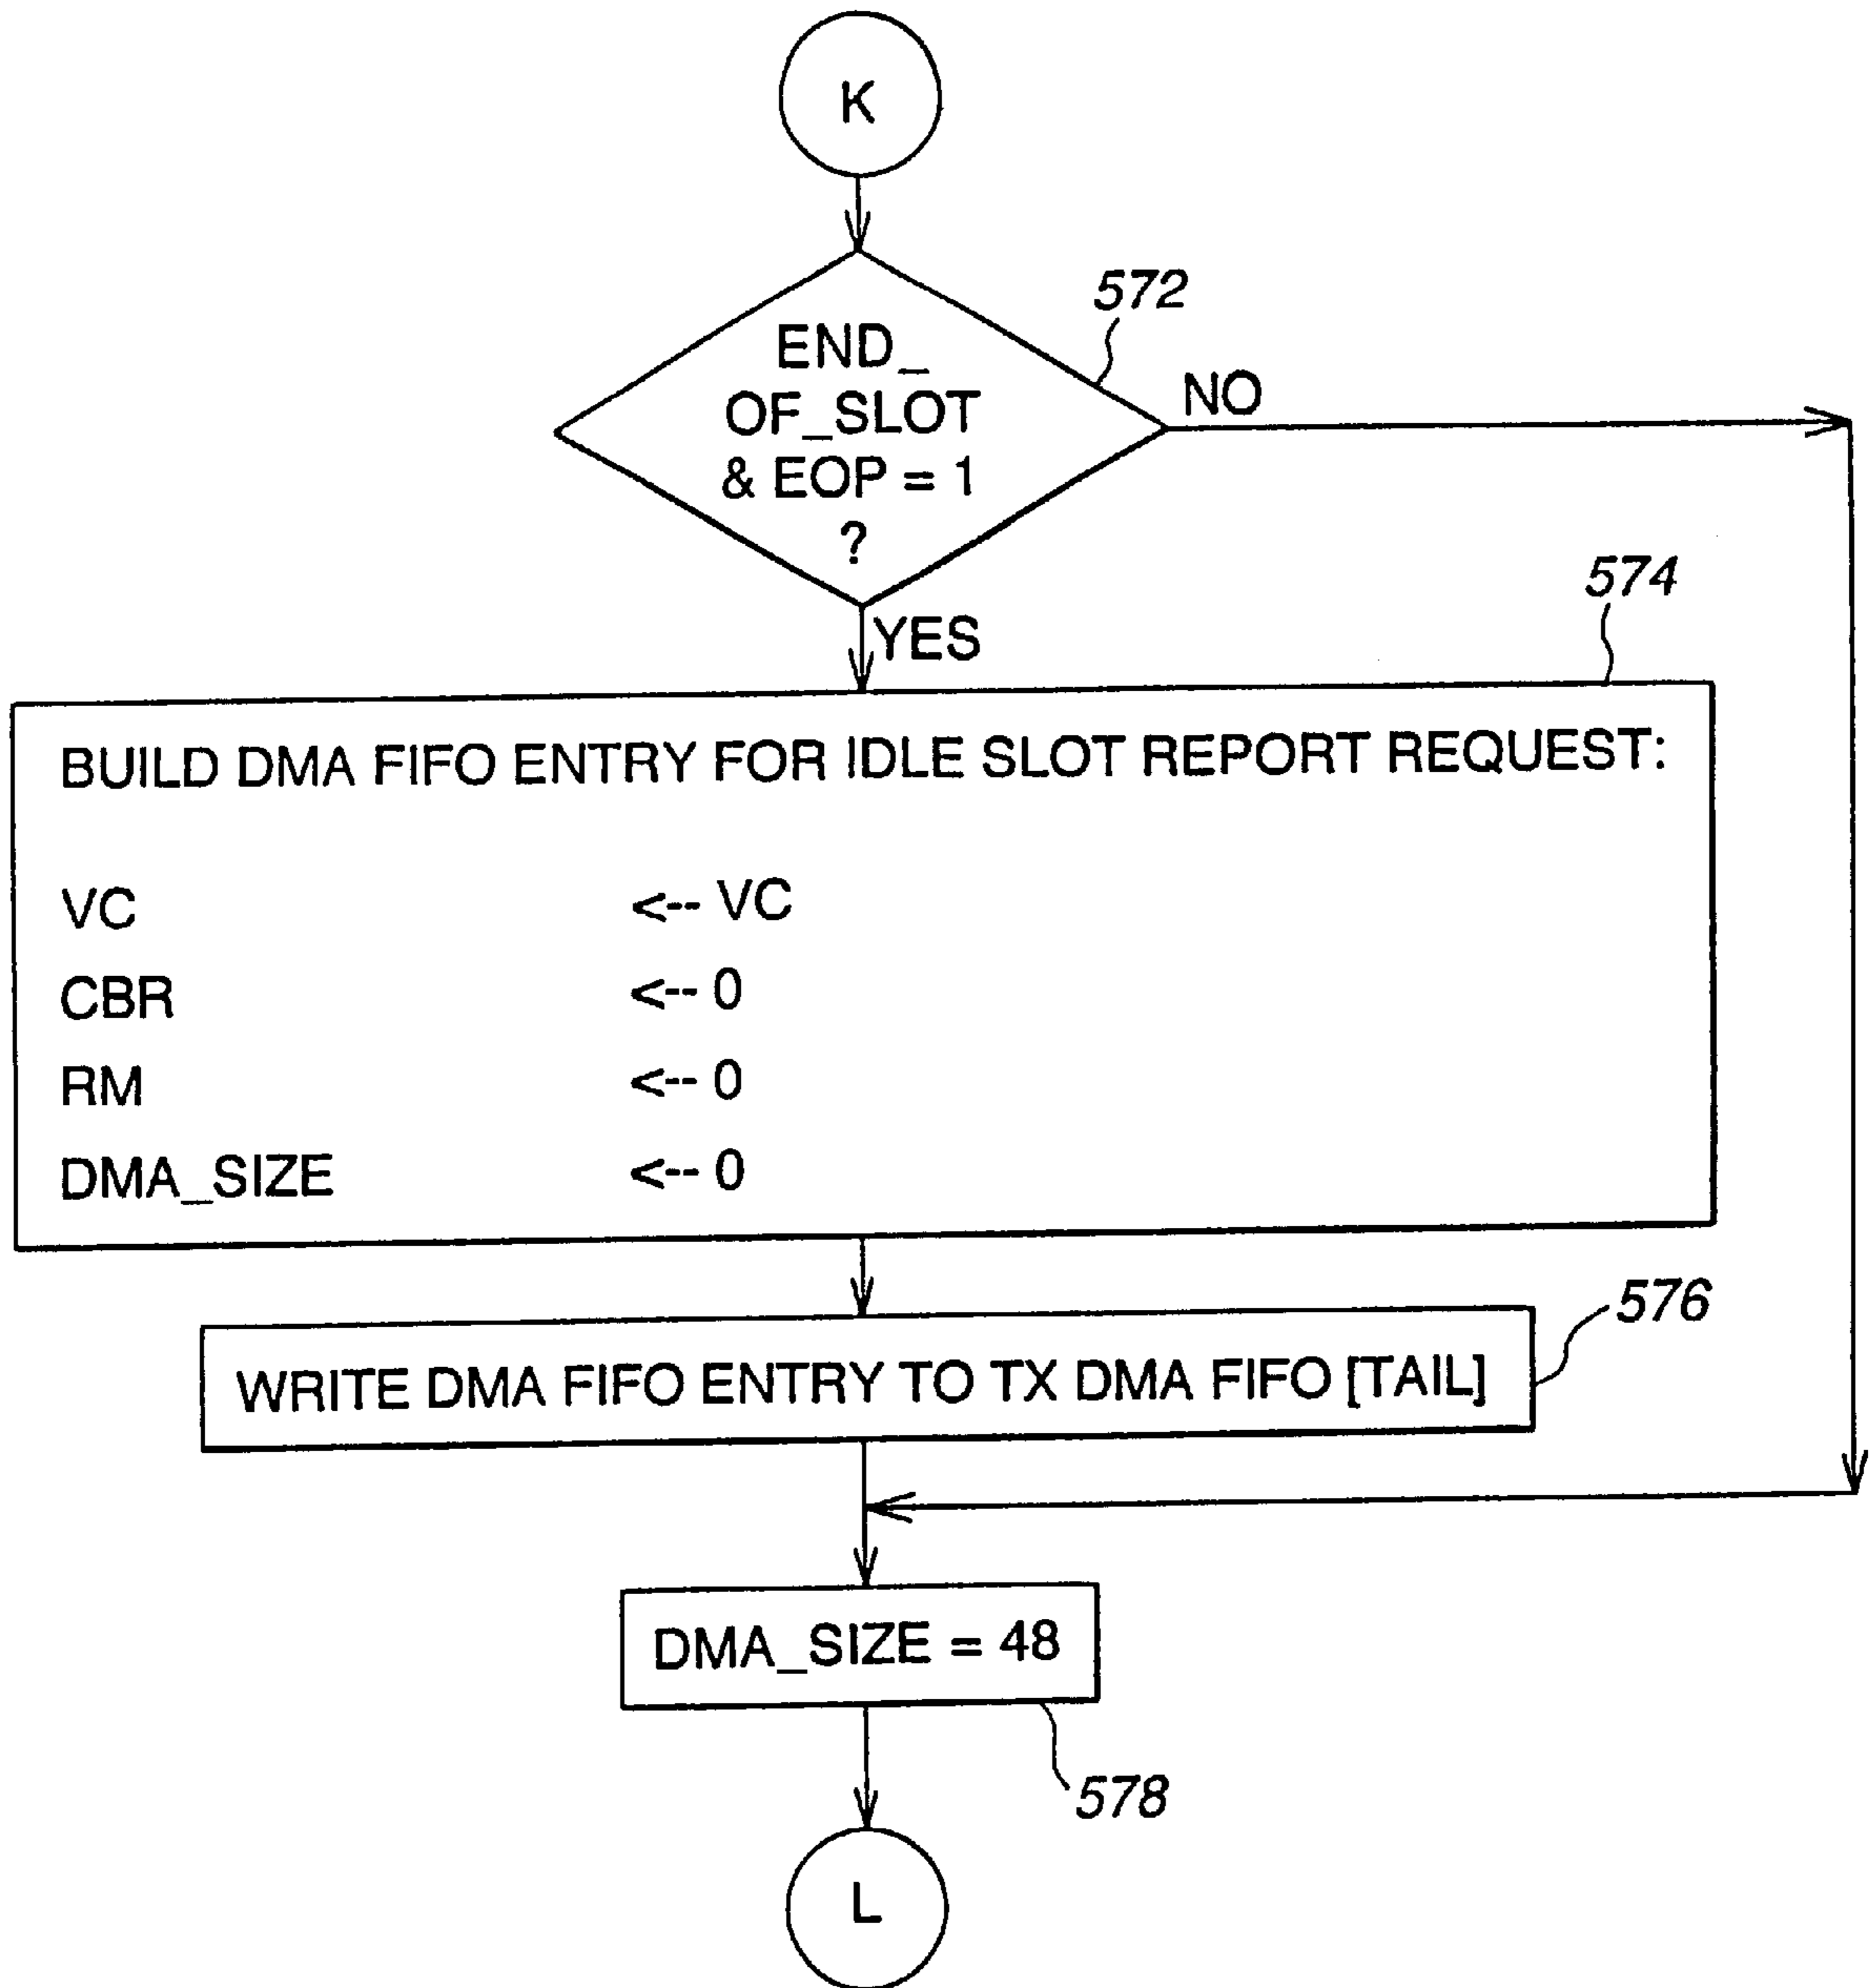 K
572
END_
OF_SLOT
& EOP = 1
?
NO
YES
574
BUILD DMA FIFO ENTRY FOR IDLE SLOT REPORT REQUEST:
VC <-- VC
CBR <-- 0
RM <-- 0
DMA_SIZE <-- 0
576
WRITE DMA FIFO ENTRY TO TX DMA FIFO [TAIL]
DMA_SIZE = 48
578
L